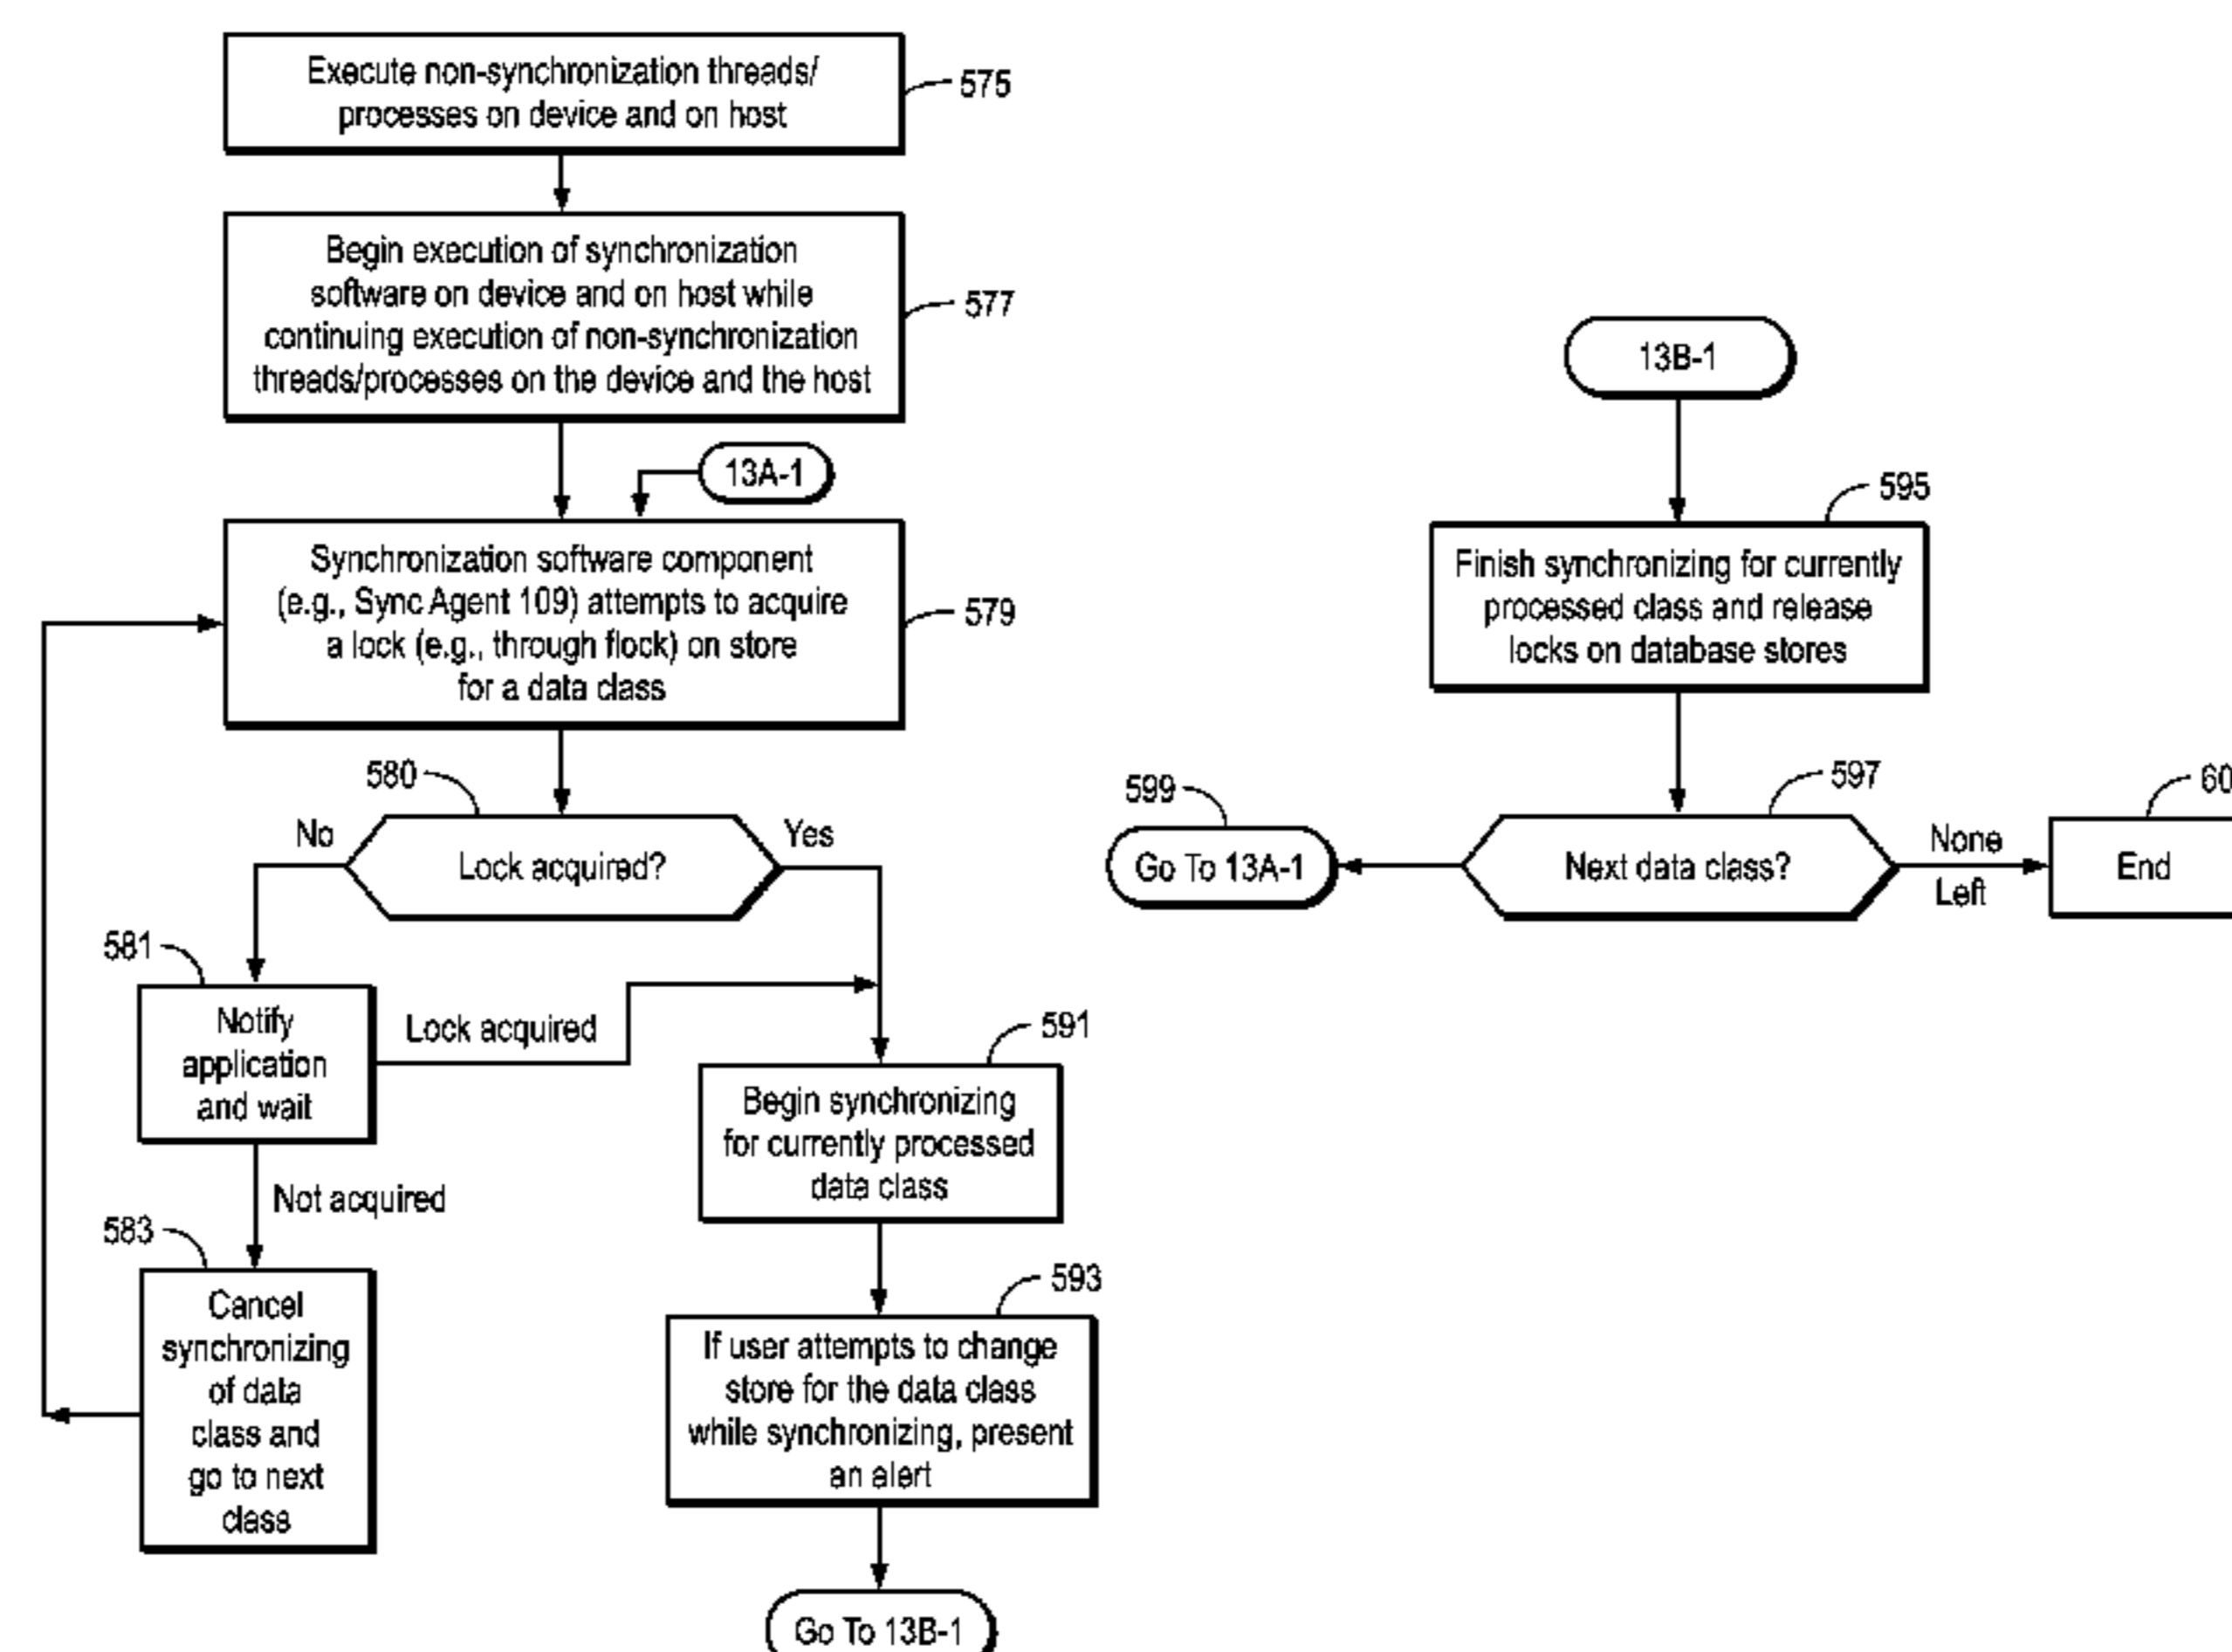 Execute non-synchronization threads/
processes on device and on host
575
Begin execution of synchronization
software on device and on host while
continuing execution of non-synchronization
threads/processes on the device and the host
577
13A-1
Synchronization software component
(e.g., Sync Agent 109) attempts to acquire
a lock (e.g., through flock) on store
for a data class
579
580
No
Lock acquired?
Yes
581
Notify
application
and wait
Lock acquired
Not acquired
583
Cancel
synchronizing
of data
class and
go to next
class
591
Begin synchronizing
for currently processed
data class
593
If user attempts to change
store for the data class
while synchronizing, present
an alert
Go To 13B-1
13B-1
595
Finish synchronizing for currently
processed class and release
locks on database stores
597
Next data class?
599
Go To 13A-1
None
Left
End